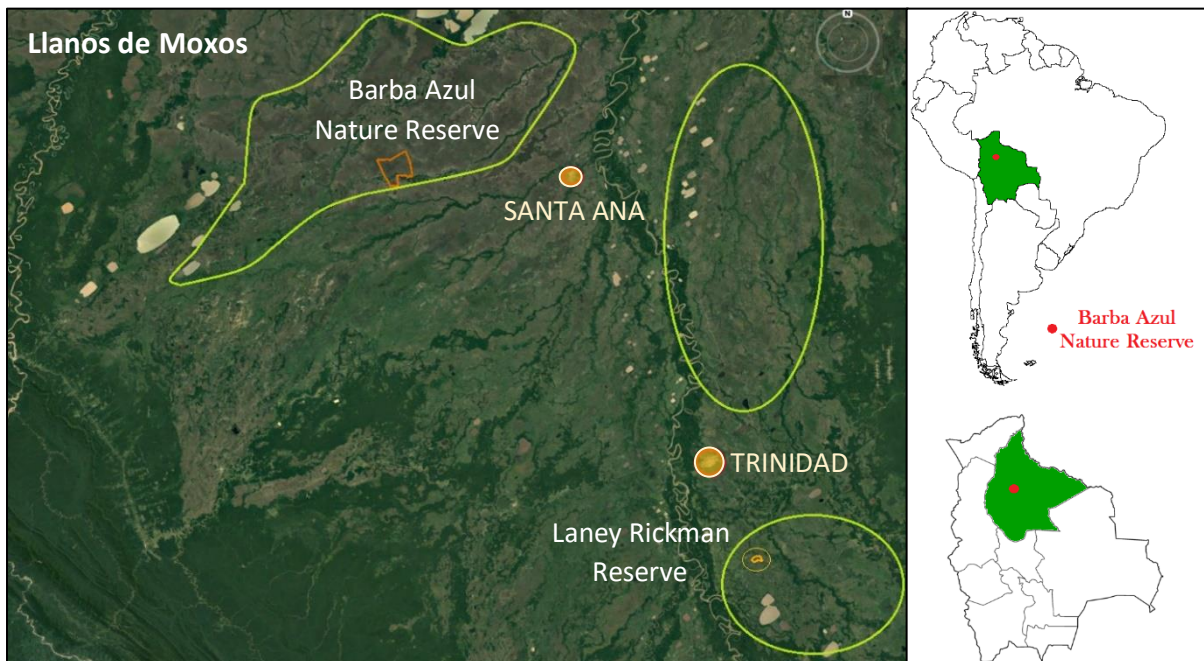 Llanos de Moxos
N
Barba Azul
Nature Reserve
SANTA ANA
TRINIDAD
Laney Rickman
Reserve
Barba Azul
Nature Reserve